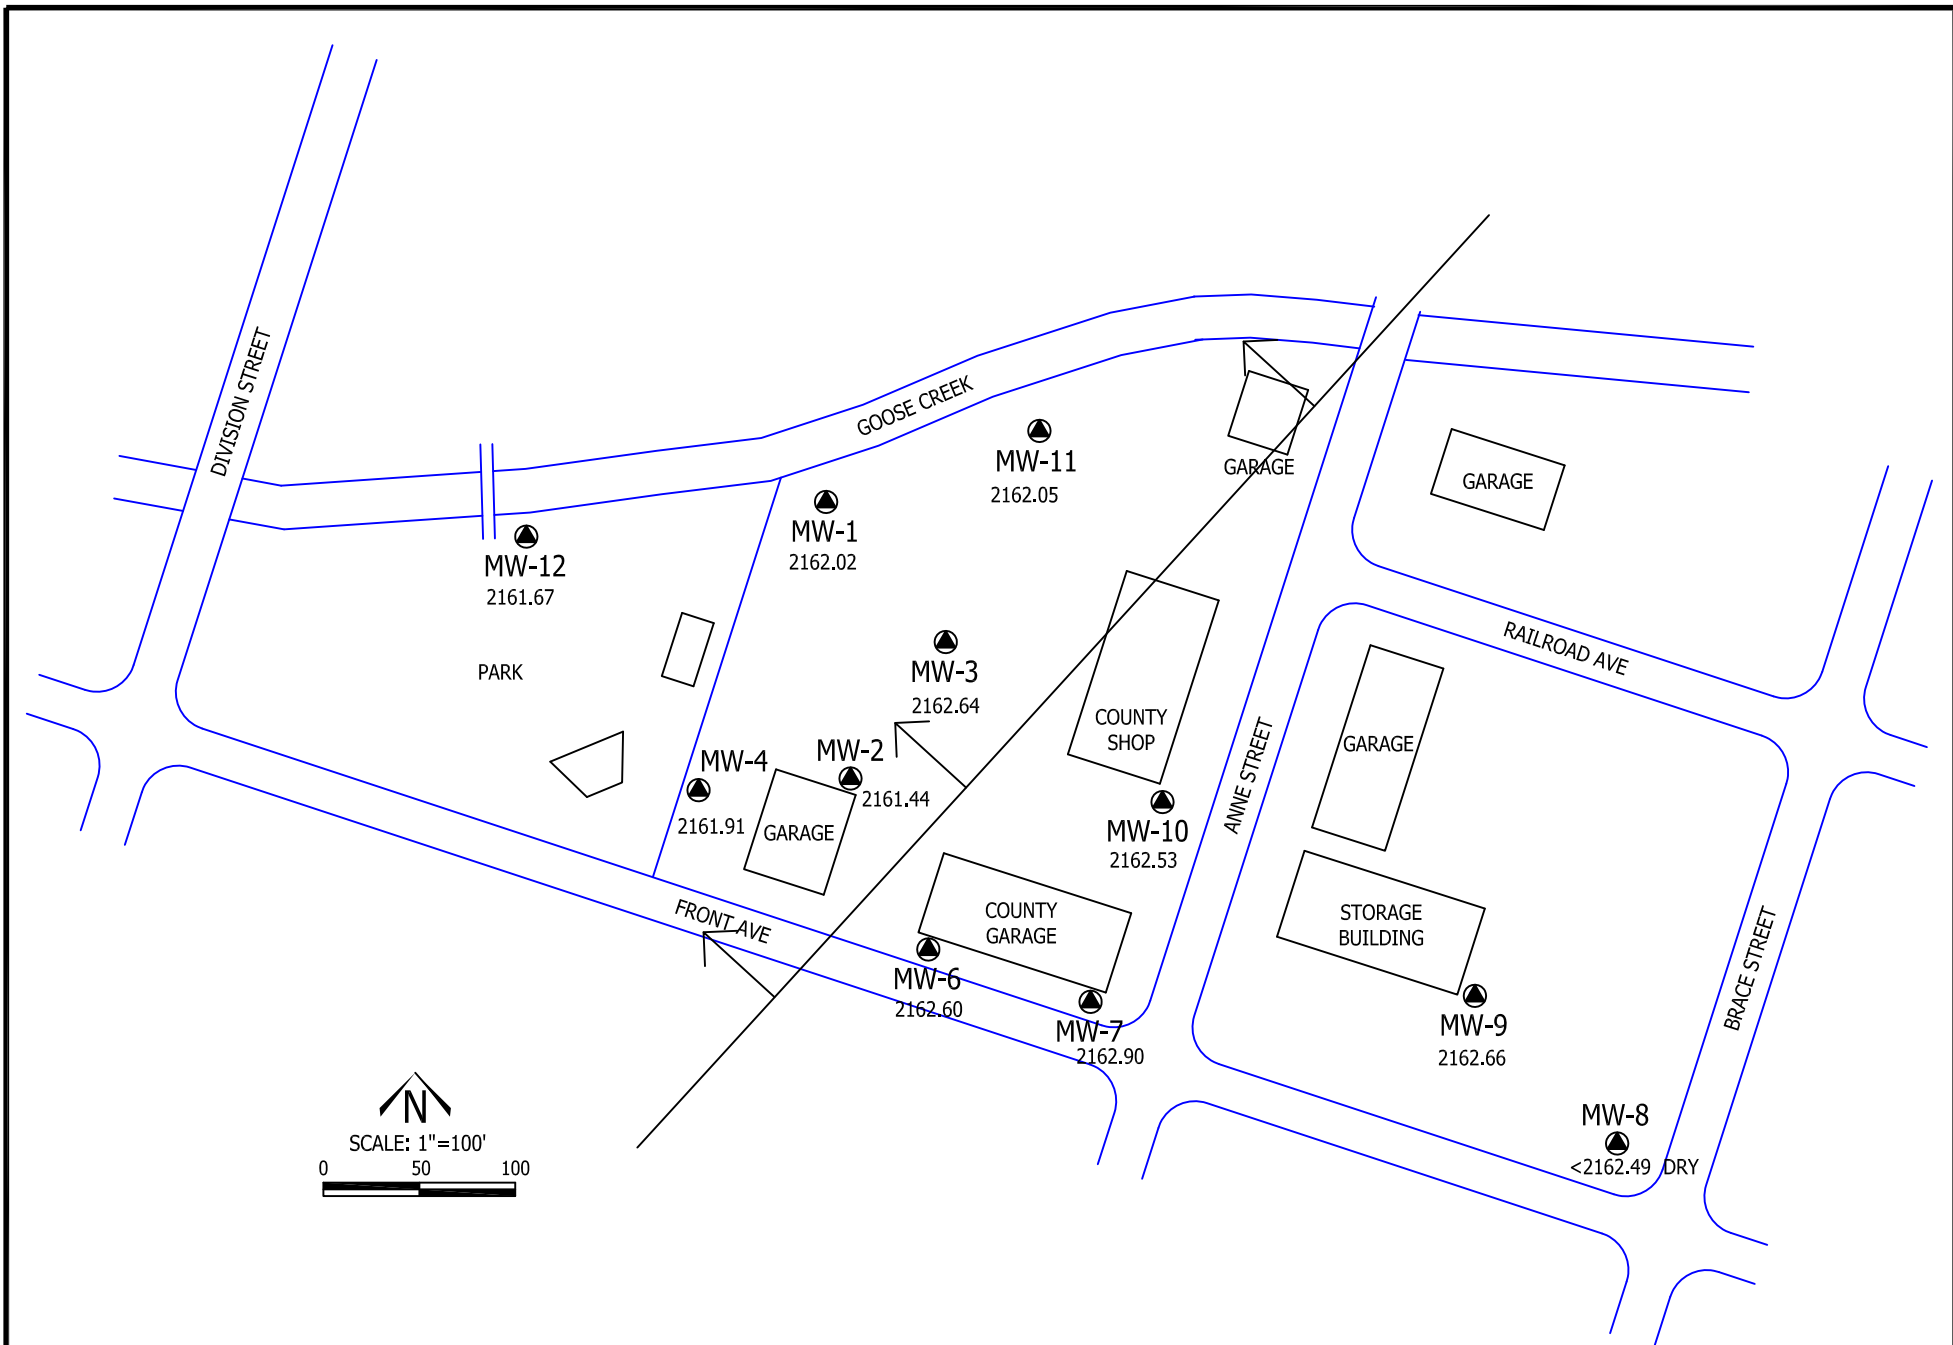 DIVISION STREET
GOOSE CREEK
MW-11
2162.05
GARAGE
GARAGE
MW-1
2162.02
MW-12
2161.67
RAILROAD AVE
PARK
MW-3
2162.64
COUNTY
SHOP
GARAGE
ANNE STREET
MW-4
2161.91
MW-2
2161.44
GARAGE
MW-10
2162.53
FRONT AVE
COUNTY
GARAGE
STORAGE
BUILDING
BRACE STREET
MW-6
2162.60
MW-7
2162.90
MW-9
2162.66
MW-8
<2162.49 DRY
N
SCALE: 1"=100'
0 50 100